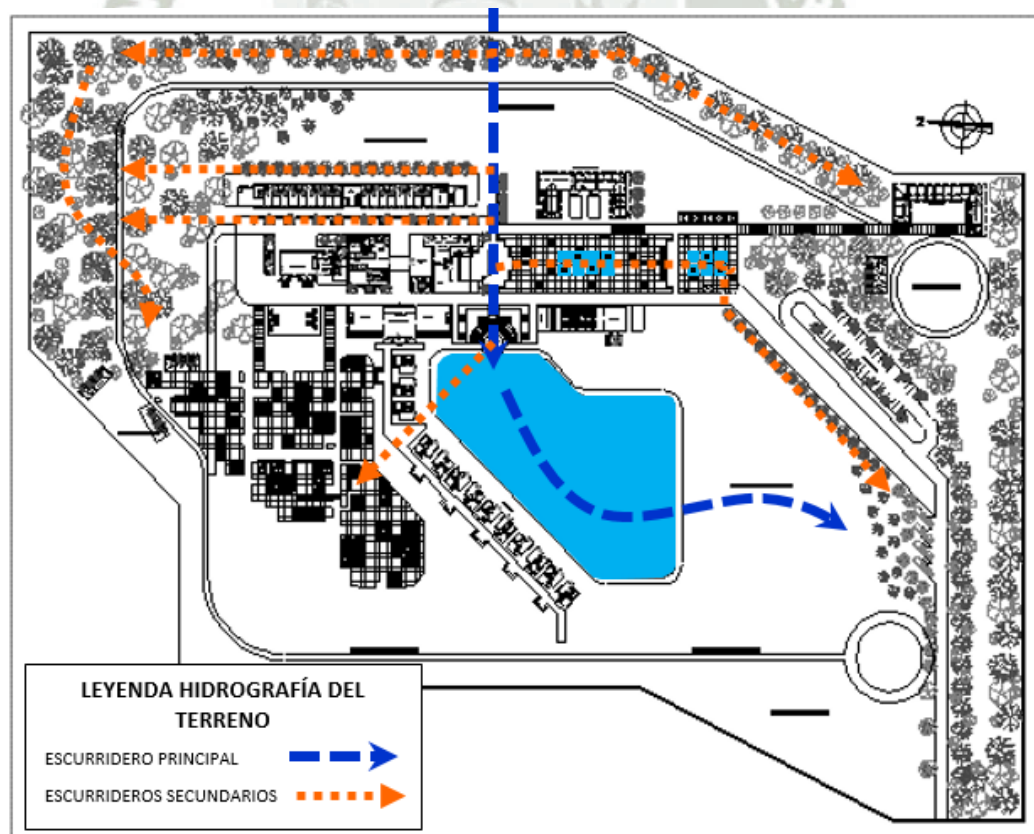 N
LEYENDA HIDROGRAFÍA DEL
TERRENO
ESCURRIDERO PRINCIPAL
ESCURRIDEROS SECUNDARIOS